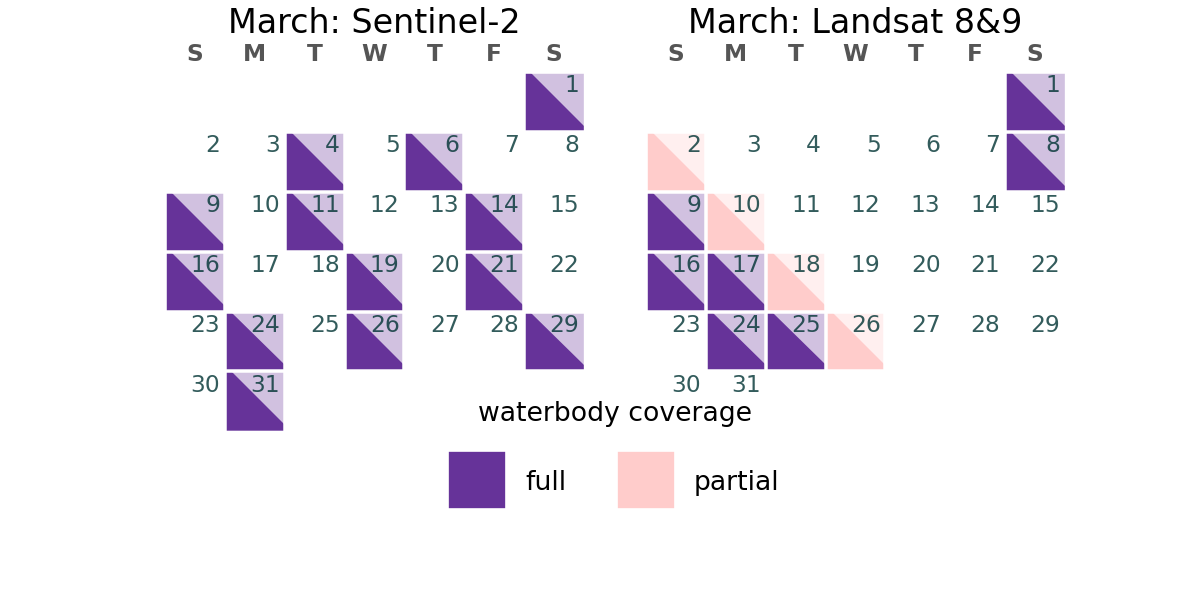 March: Sentinel-2
S M T W T F S
1
2 3 4 5 6 7 8
9 10 11 12 13 14 15
16 17 18 19 20 21 22
23 24 25 26 27 28 29
30 31
March: Landsat 8&9
S M T W T F S
1
2 3 4 5 6 7 8
9 10 11 12 13 14 15
16 17 18 19 20 21 22
23 24 25 26 27 28 29
30 31
waterbody coverage
full partial